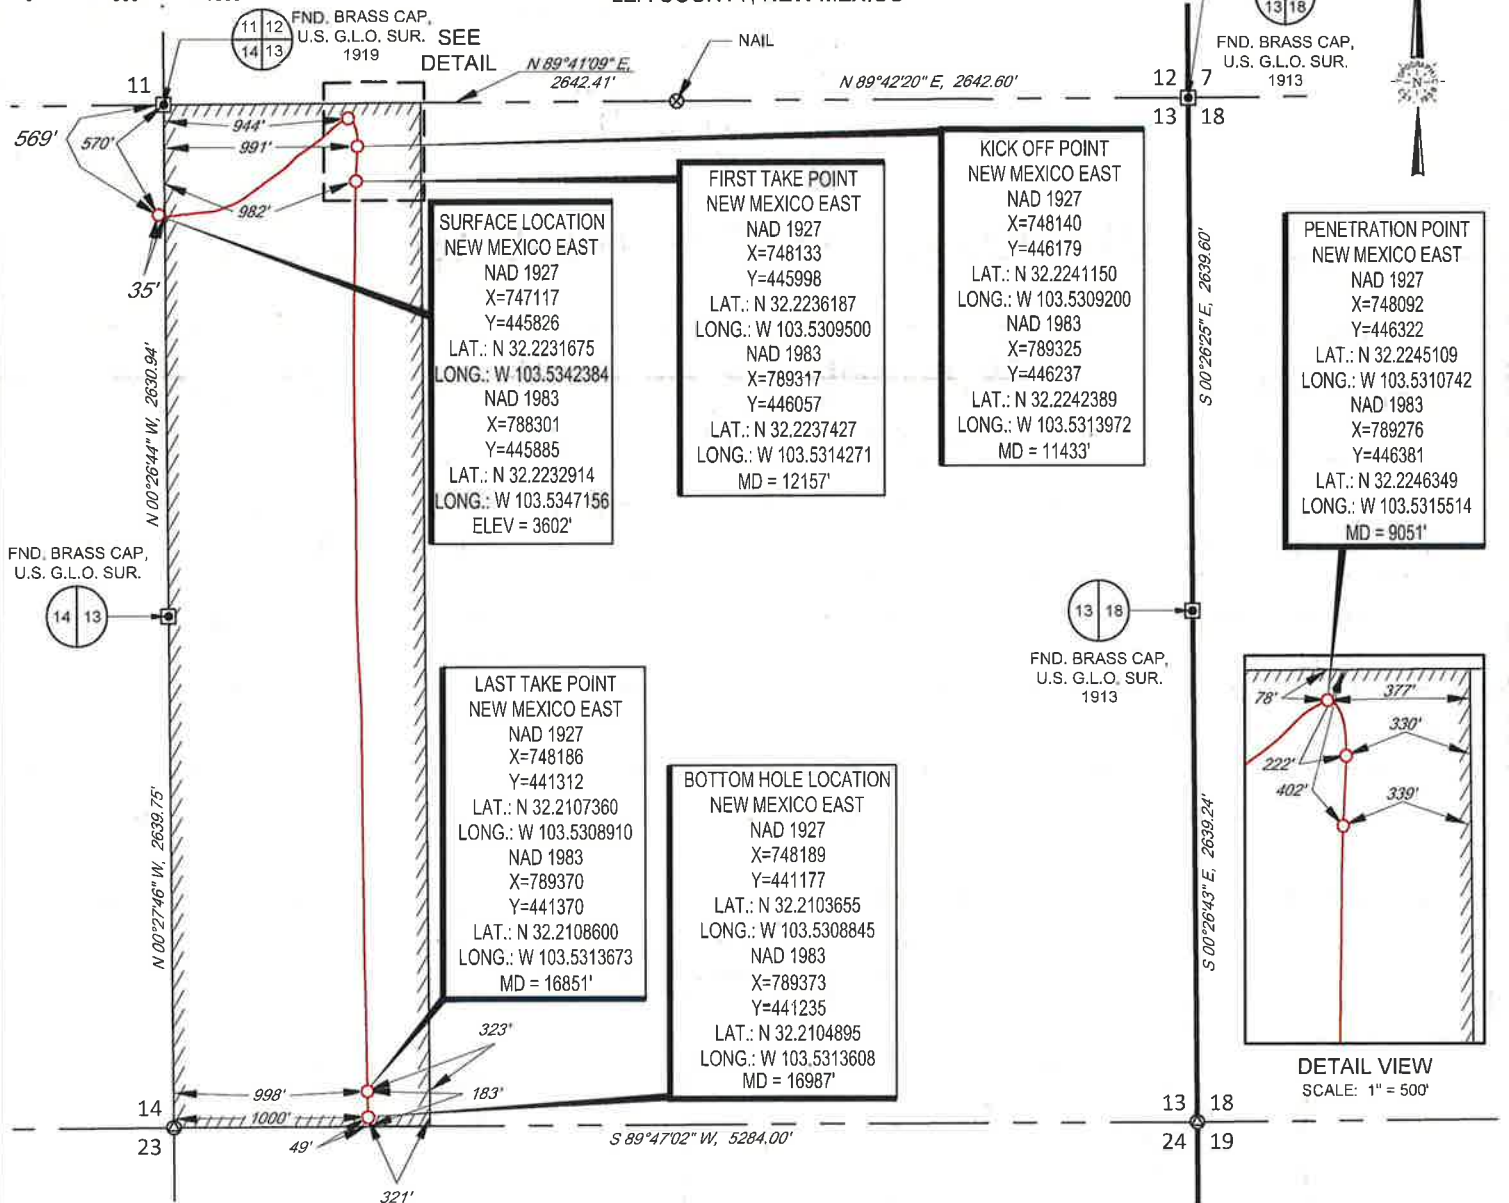 FND. BRASS CAP,
U.S. G.L.O. SUR.
1919
11 12
14 13
SEE
DETAIL
NAIL
N 89°41'09" E,
2642.41'
N 89°42'20" E, 2642.60'
13 18
FND. BRASS CAP,
U.S. G.L.O. SUR.
1913
11
12 7
13 18
N
569'
570'
944'
991'
982'
35'
SURFACE LOCATION
NEW MEXICO EAST
NAD 1927
X=747117
Y=445826
LAT.: N 32.2231675
LONG.: W 103.5342384
NAD 1983
X=788301
Y=445885
LAT.: N 32.2232914
LONG.: W 103.5347156
ELEV = 3602'
FIRST TAKE POINT
NEW MEXICO EAST
NAD 1927
X=748133
Y=445998
LAT.: N 32.2236187
LONG.: W 103.5309500
NAD 1983
X=789317
Y=446057
LAT.: N 32.2237427
LONG.: W 103.5314271
MD = 12157'
KICK OFF POINT
NEW MEXICO EAST
NAD 1927
X=748140
Y=446179
LAT.: N 32.2241150
LONG.: W 103.5309200
NAD 1983
X=789325
Y=446237
LAT.: N 32.2242389
LONG.: W 103.5313972
MD = 11433'
S 00°26'25" E, 2639.60'
PENETRATION POINT
NEW MEXICO EAST
NAD 1927
X=748092
Y=446322
LAT.: N 32.2245109
LONG.: W 103.5310742
NAD 1983
X=789276
Y=446381
LAT.: N 32.2246349
LONG.: W 103.5315514
MD = 9051'
N 00°26'44" W, 2630.94'
FND. BRASS CAP,
U.S. G.L.O. SUR.
14 13
13 18
FND. BRASS CAP,
U.S. G.L.O. SUR.
1913
LAST TAKE POINT
NEW MEXICO EAST
NAD 1927
X=748186
Y=441312
LAT.: N 32.2107360
LONG.: W 103.5308910
NAD 1983
X=789370
Y=441370
LAT.: N 32.2108600
LONG.: W 103.5313673
MD = 16851'
BOTTOM HOLE LOCATION
NEW MEXICO EAST
NAD 1927
X=748189
Y=441177
LAT.: N 32.2103655
LONG.: W 103.5308845
NAD 1983
X=789373
Y=441235
LAT.: N 32.2104895
LONG.: W 103.5313608
MD = 16987'
78'
377'
330'
222'
402'
339'
DETAIL VIEW
SCALE: 1" = 500'
N 00°27'46" W, 2639.75'
S 00°26'43" E, 2639.24'
323'
998'
183'
1000'
49'
321'
14
23
S 89°47'02" W, 5284.00'
13 18
24 19